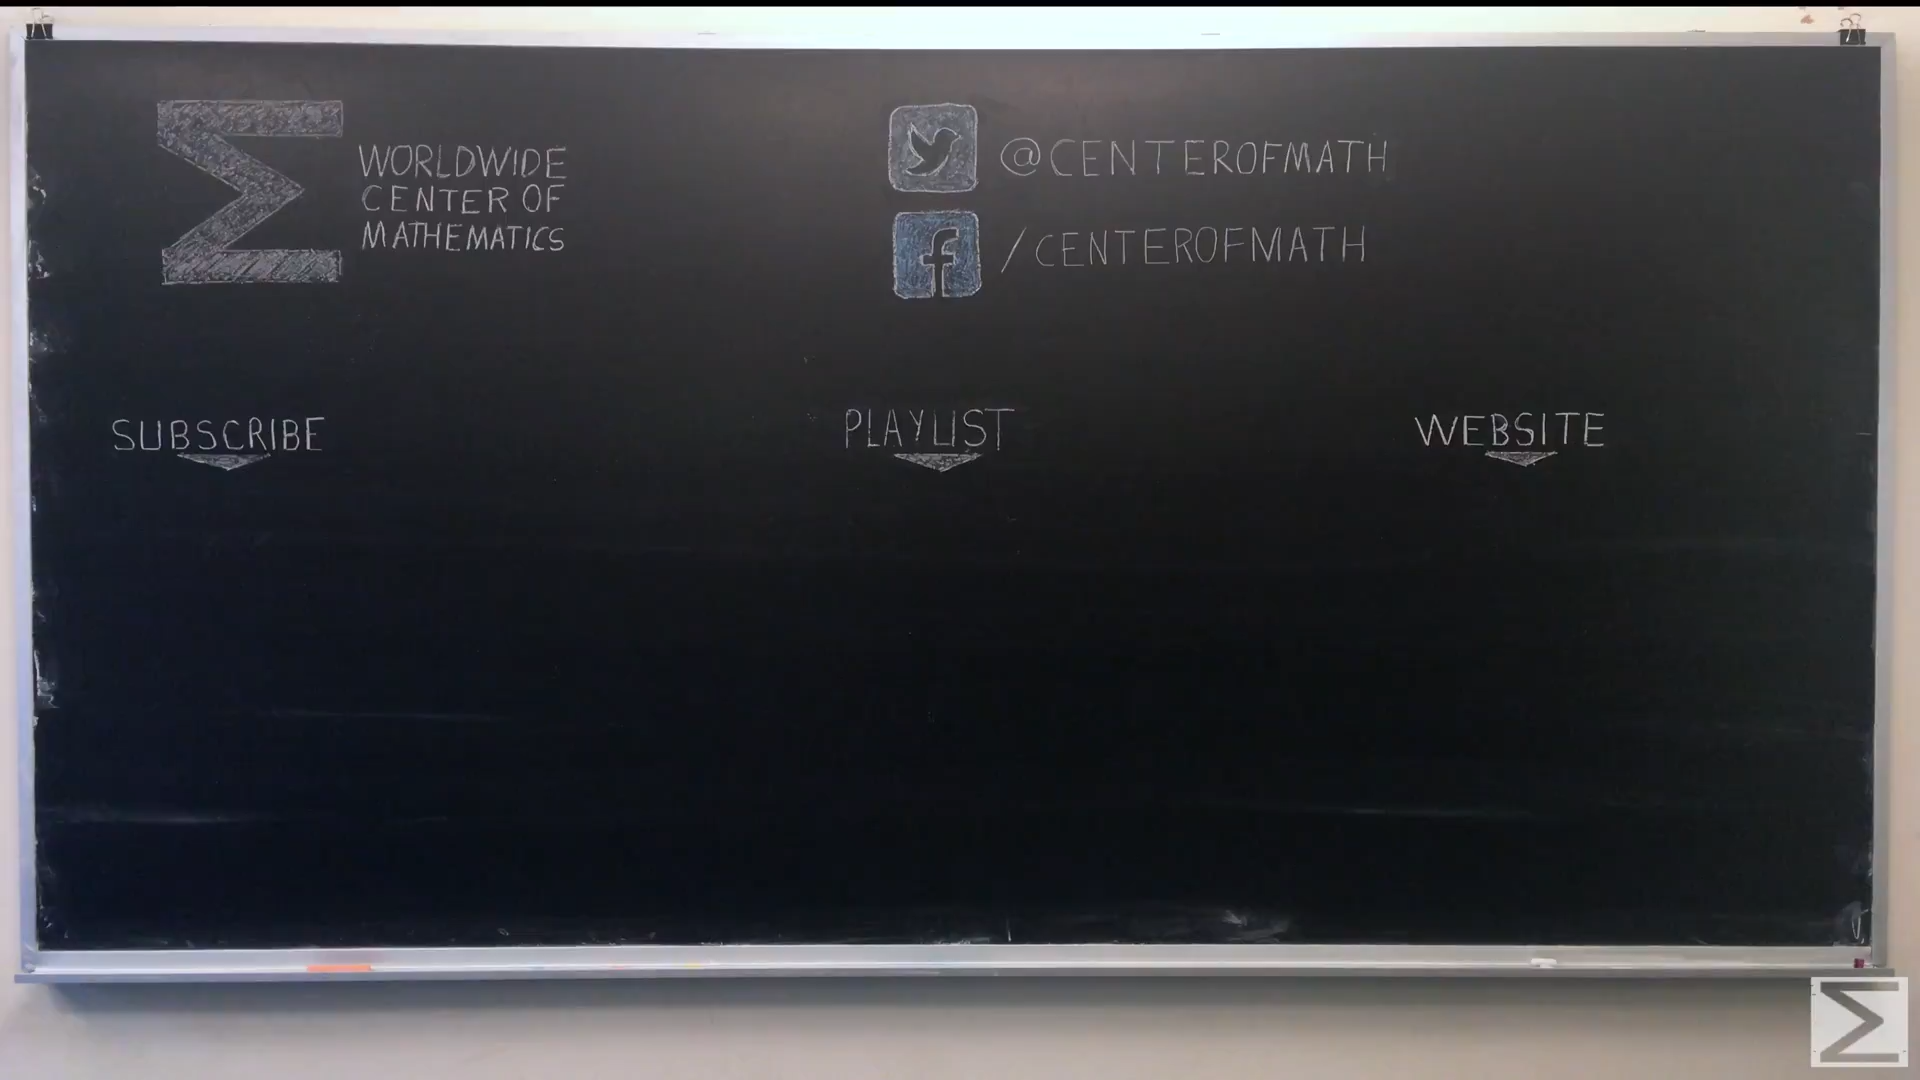 WORLDWIDE
CENTER OF
MATHEMATICS
@CENTEROFMATH
/CENTEROFMATH
SUBSCRIBE
PLAYLIST
WEBSITE